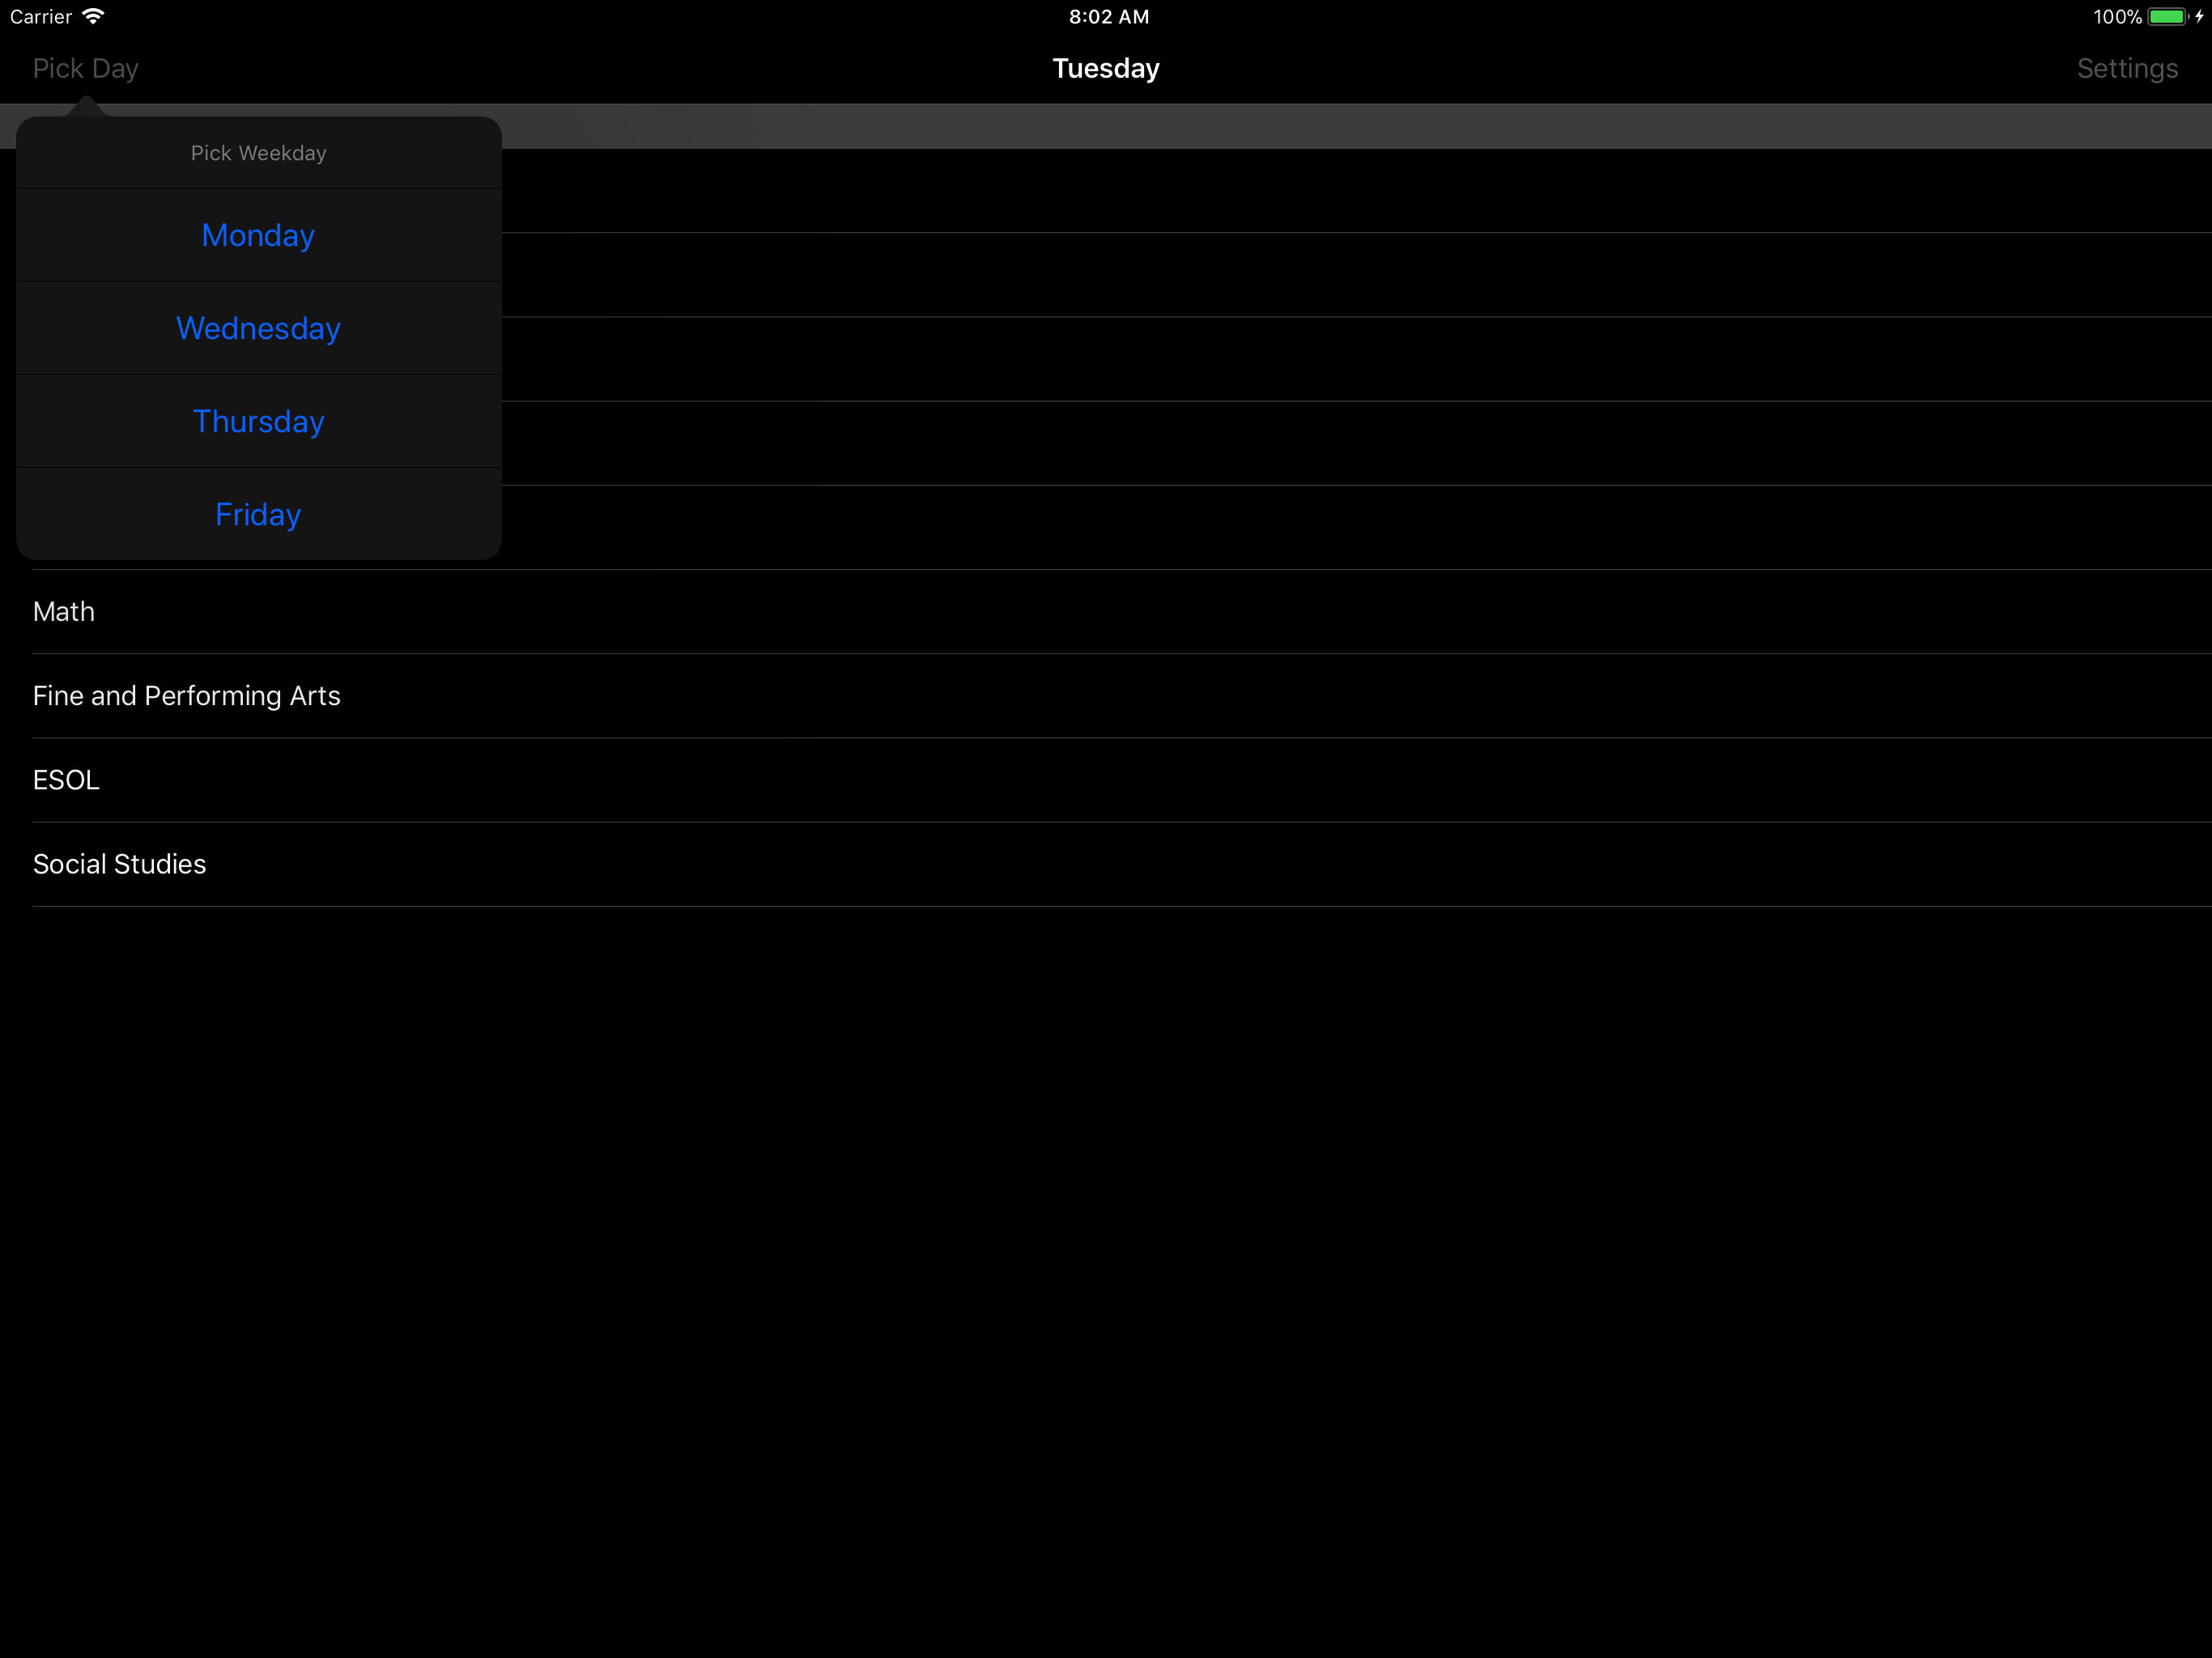 Carrier 8:02 AM 100%
Pick Day Tuesday Settings
Pick Weekday
Monday
Wednesday
Thursday
Friday
Math
Fine and Performing Arts
ESOL
Social Studies